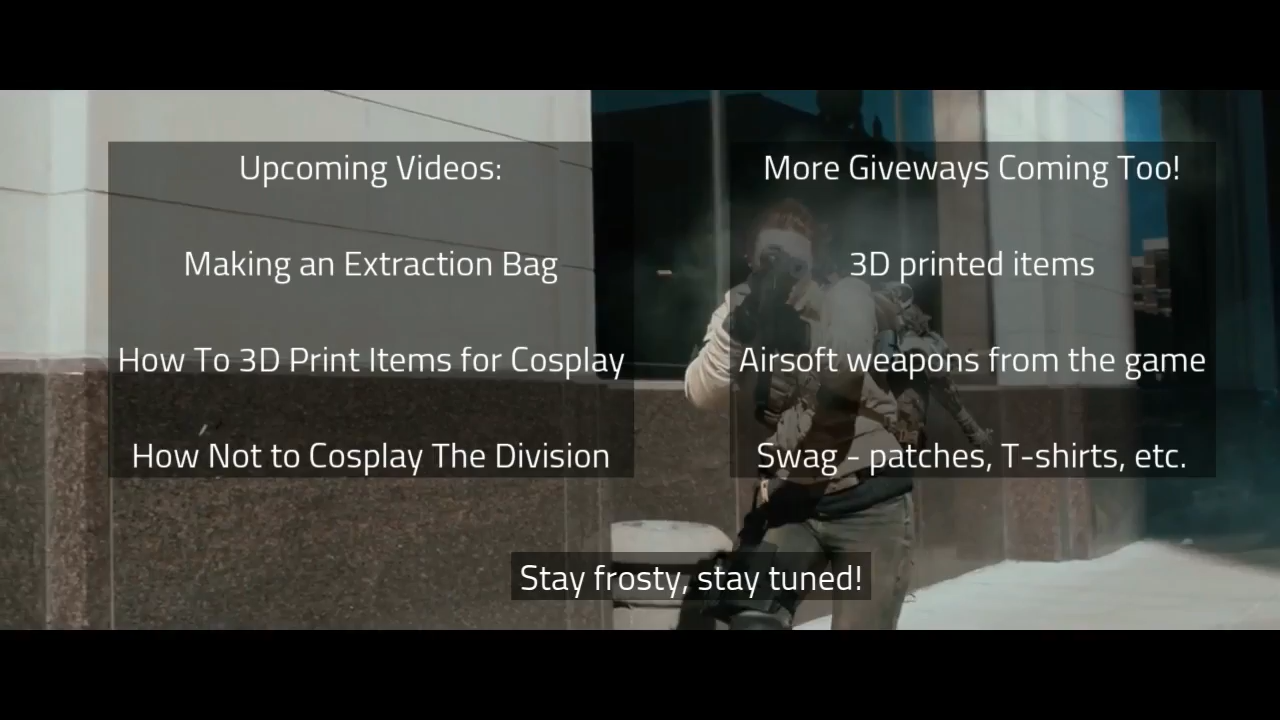 Upcoming Videos:
Making an Extraction Bag
How To 3D Print Items for Cosplay
How Not to Cosplay The Division
More Giveways Coming Too!
3D printed items
Airsoft weapons from the game
Swag - patches, T-shirts, etc.
Stay frosty, stay tuned!